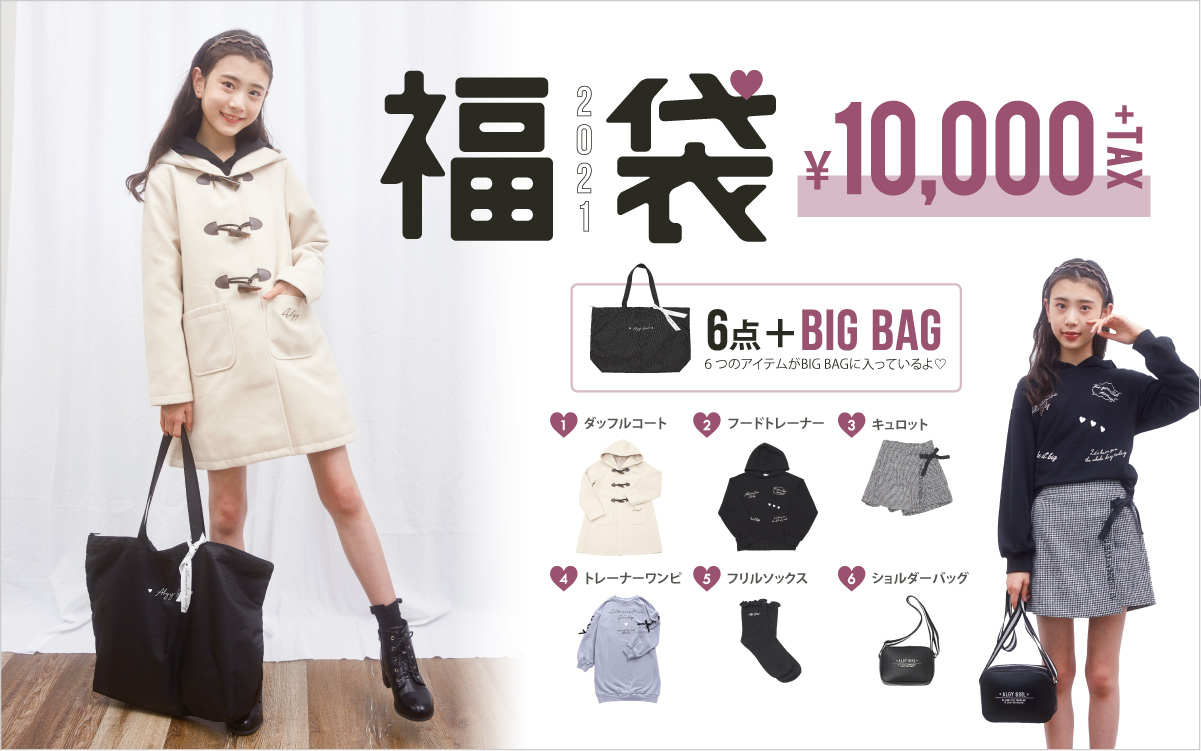 福袋
2021
¥10,000
+TAX
6点+BIG BAG
6つのアイテムがBIG BAGに入っているよ♡
1 ダッフルコート
2 フードトレーナー
3 キュロット
4 トレーナーワンピ
5 フリルソックス
6 ショルダーバッグ
ALGY GIRL
ALGY GIRL